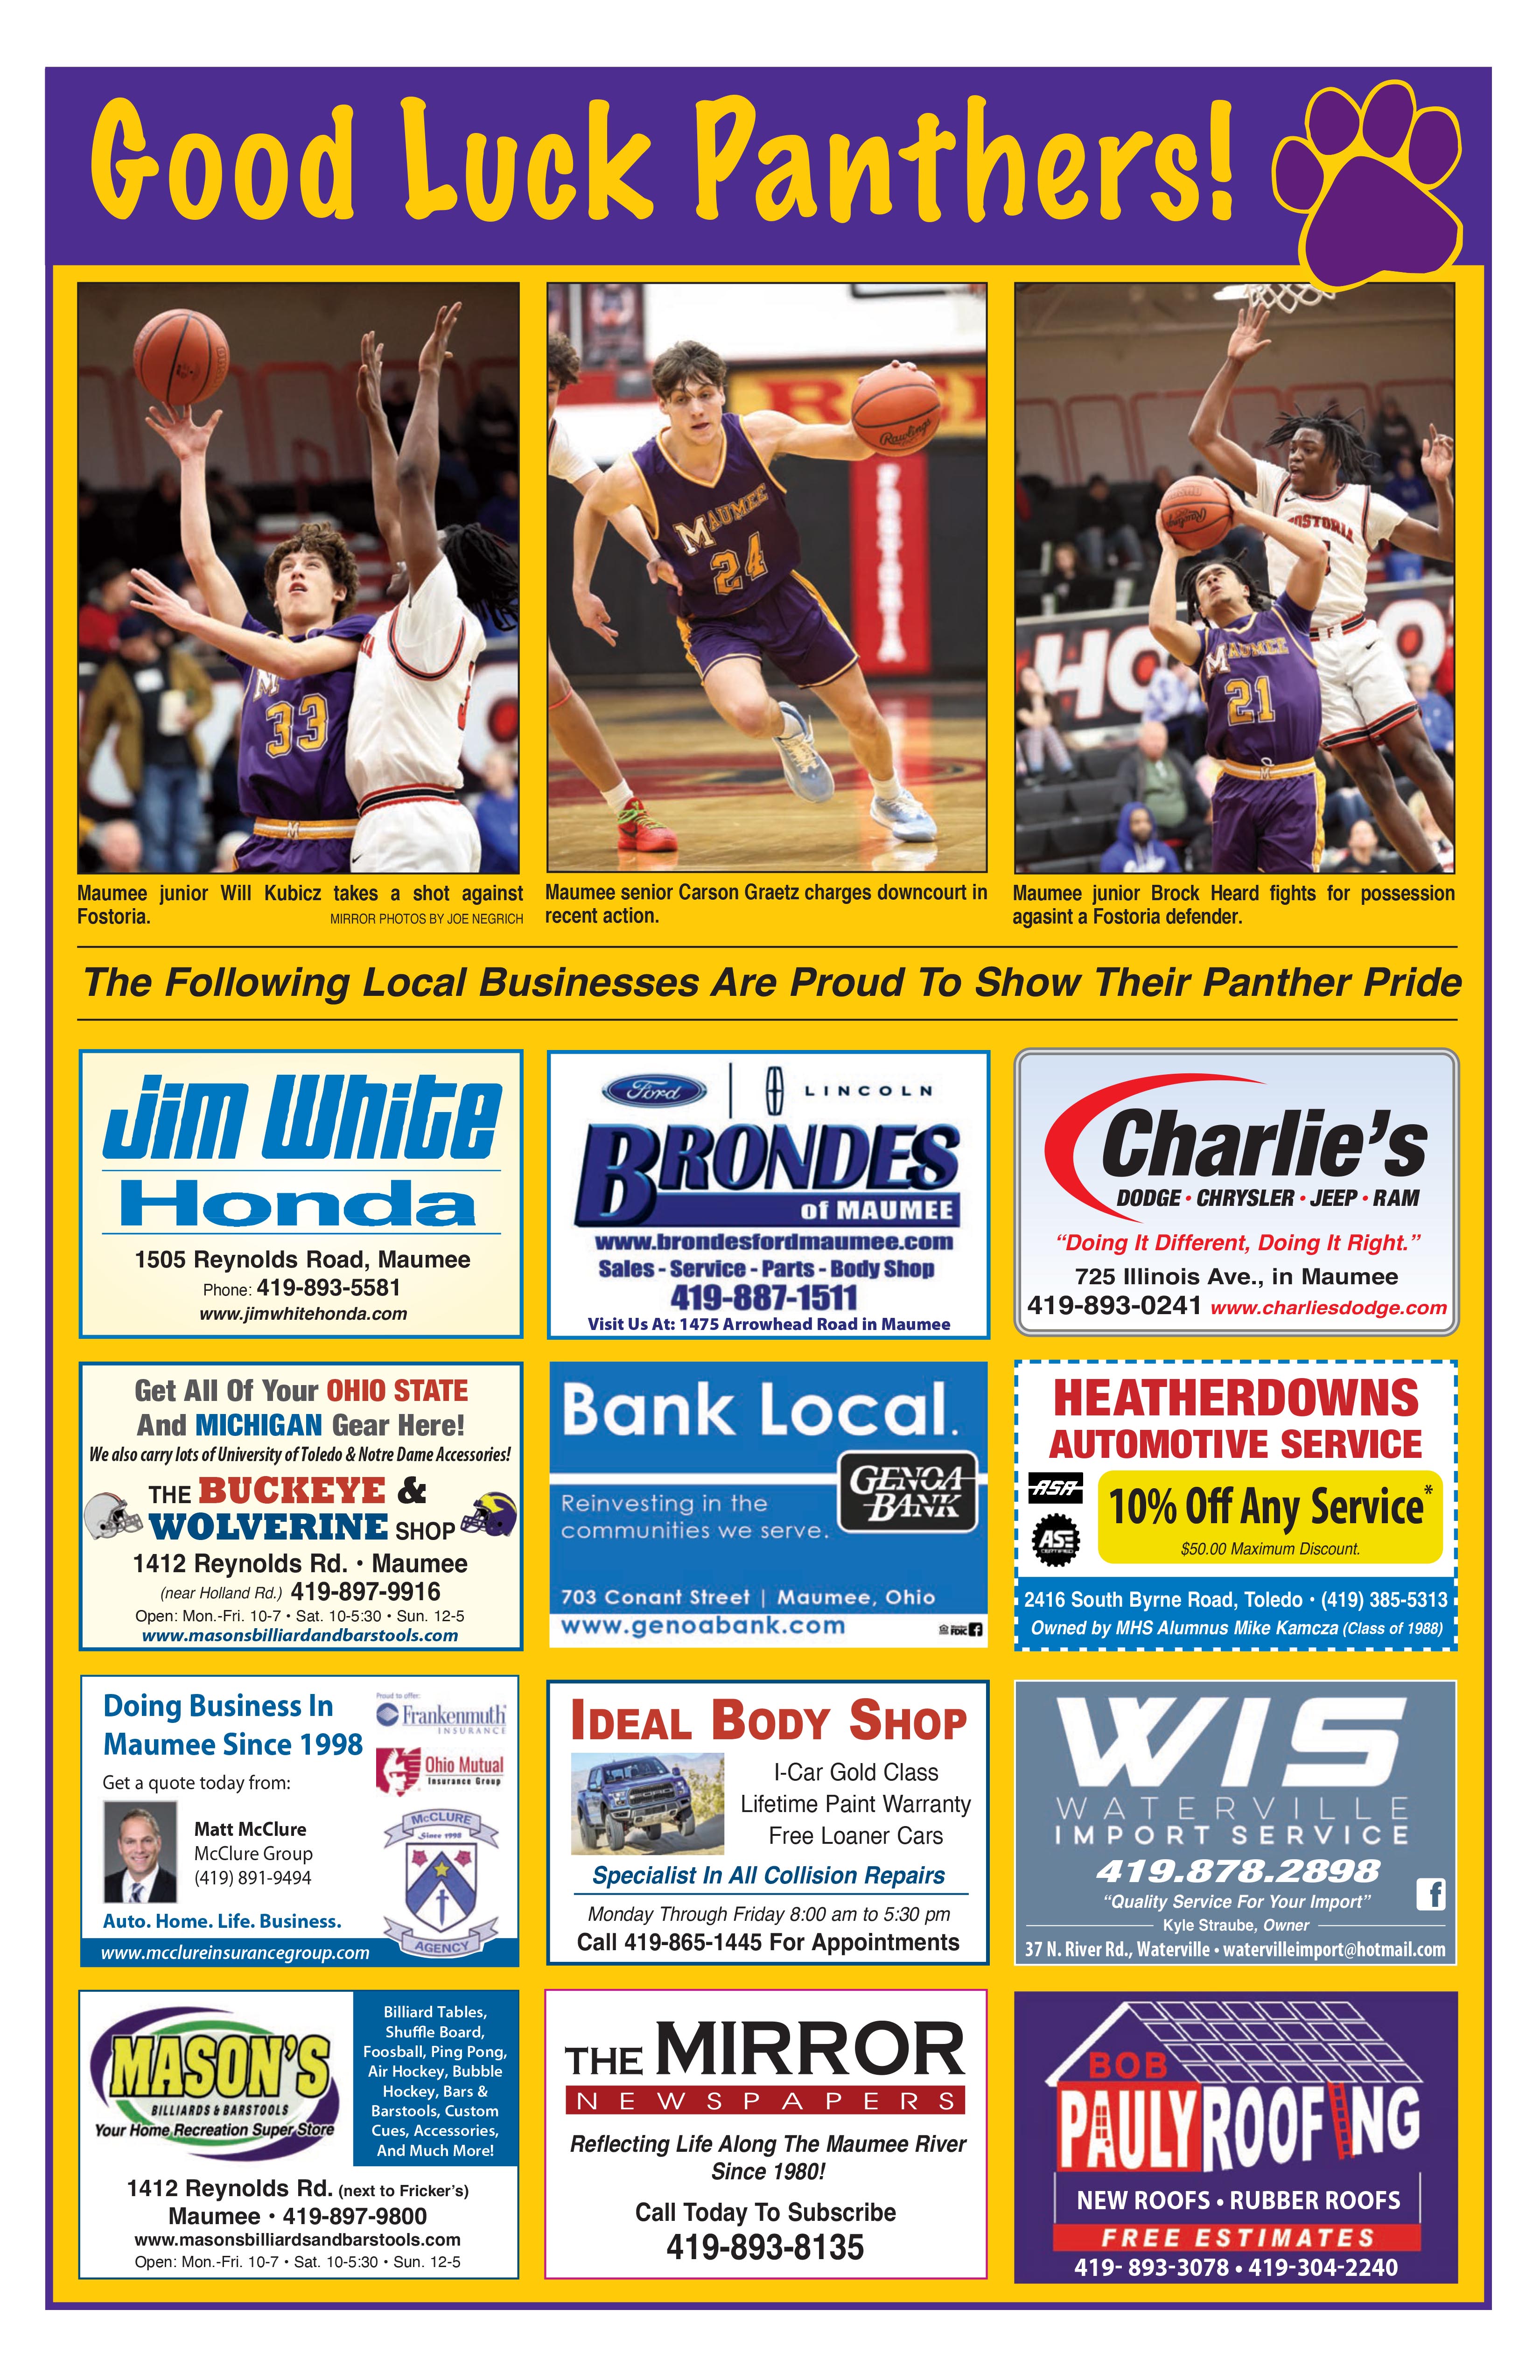 Good Luck Panthers!
M
33
MAUMEE
24
Rawlings
FOSTORIA
FOSTORIA
HO
MAUMEE
21
Maumee junior Will Kubicz takes a shot against
Fostoria. MIRROR PHOTOS BY JOE NEGRICH
Maumee senior Carson Graetz charges downcourt in
recent action.
Maumee junior Brock Heard fights for possession
agasint a Fostoria defender.
The Following Local Businesses Are Proud To Show Their Panther Pride
Jim White
Honda
1505 Reynolds Road, Maumee
Phone: 419-893-5581
www.jimwhitehonda.com
Ford LINCOLN
BRONDES
of MAUMEE
www.brondesfordmaumee.com
Sales - Service - Parts - Body Shop
419-887-1511
Visit Us At: 1475 Arrowhead Road in Maumee
Charlie's
DODGE • CHRYSLER • JEEP • RAM
“Doing It Different, Doing It Right.”
725 Illinois Ave., in Maumee
419-893-0241 www.charliesdodge.com
Get All Of Your OHIO STATE
And MICHIGAN Gear Here!
We also carry lots of University of Toledo & Notre Dame Accessories!
THE BUCKEYE &
WOLVERINE SHOP
1412 Reynolds Rd. • Maumee
(near Holland Rd.) 419-897-9916
Open: Mon.-Fri. 10-7 • Sat. 10-5:30 • Sun. 12-5
www.masonsbilliardandbarstools.com
Bank Local.
GENOA
BANK
Reinvesting in the
communities we serve.
703 Conant Street | Maumee, Ohio
www.genoabank.com
FDIC
HEATHERDOWNS
AUTOMOTIVE SERVICE
ASA
ASE
CERTIFIED
10% Off Any Service*
$50.00 Maximum Discount.
2416 South Byrne Road, Toledo • (419) 385-5313
Owned by MHS Alumnus Mike Kamcza (Class of 1988)
Doing Business In
Maumee Since 1998
Get a quote today from:
Matt McClure
McClure Group
(419) 891-9494
Auto. Home. Life. Business.
www.mcclureinsurancegroup.com
Proud to offer:
Frankenmuth
INSURANCE
Ohio Mutual
Insurance Group
McCLURE
Since 1998
AGENCY
IDEAL BODY SHOP
I-Car Gold Class
Lifetime Paint Warranty
Free Loaner Cars
Specialist In All Collision Repairs
Monday Through Friday 8:00 am to 5:30 pm
Call 419-865-1445 For Appointments
WIS
WATERVILLE
IMPORT SERVICE
419.878.2898
“Quality Service For Your Import”
Kyle Straube, Owner
37 N. River Rd., Waterville • watervilleimport@hotmail.com
MASON'S
BILLIARDS & BARSTOOLS
Your Home Recreation Super Store
Billiard Tables,
Shuffle Board,
Foosball, Ping Pong,
Air Hockey, Bubble
Hockey, Bars &
Barstools, Custom
Cues, Accessories,
And Much More!
1412 Reynolds Rd. (next to Fricker's)
Maumee • 419-897-9800
www.masonsbilliardsandbarstools.com
Open: Mon.-Fri. 10-7 • Sat. 10-5:30 • Sun. 12-5
THE MIRROR
NEWSPAPERS
Reflecting Life Along The Maumee River
Since 1980!
Call Today To Subscribe
419-893-8135
BOB
PAULY ROOFING
NEW ROOFS • RUBBER ROOFS
FREE ESTIMATES
419- 893-3078 • 419-304-2240